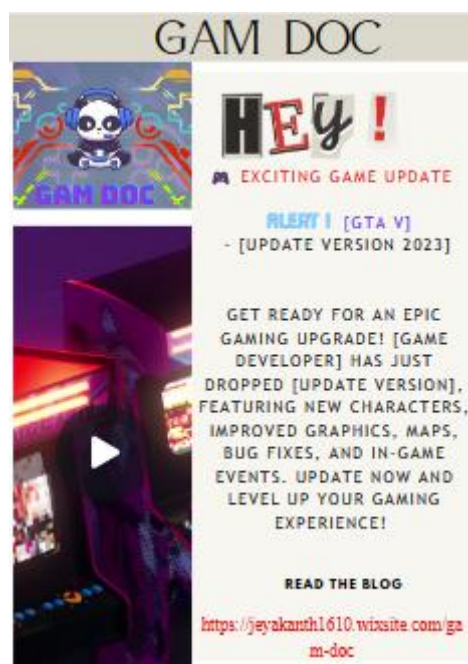 GAM DOC
GAM DOC
HEy!
🎮 EXCITING GAME UPDATE
ALERT! [GTA V]
- [UPDATE VERSION 2023]
GET READY FOR AN EPIC
GAMING UPGRADE! [GAME
DEVELOPER] HAS JUST
DROPPED [UPDATE VERSION],
FEATURING NEW CHARACTERS,
IMPROVED GRAPHICS, MAPS,
BUG FIXES, AND IN-GAME
EVENTS. UPDATE NOW AND
LEVEL UP YOUR GAMING
EXPERIENCE!
READ THE BLOG
https://jeyakanth1610.wixsite.com/ga
m-doc